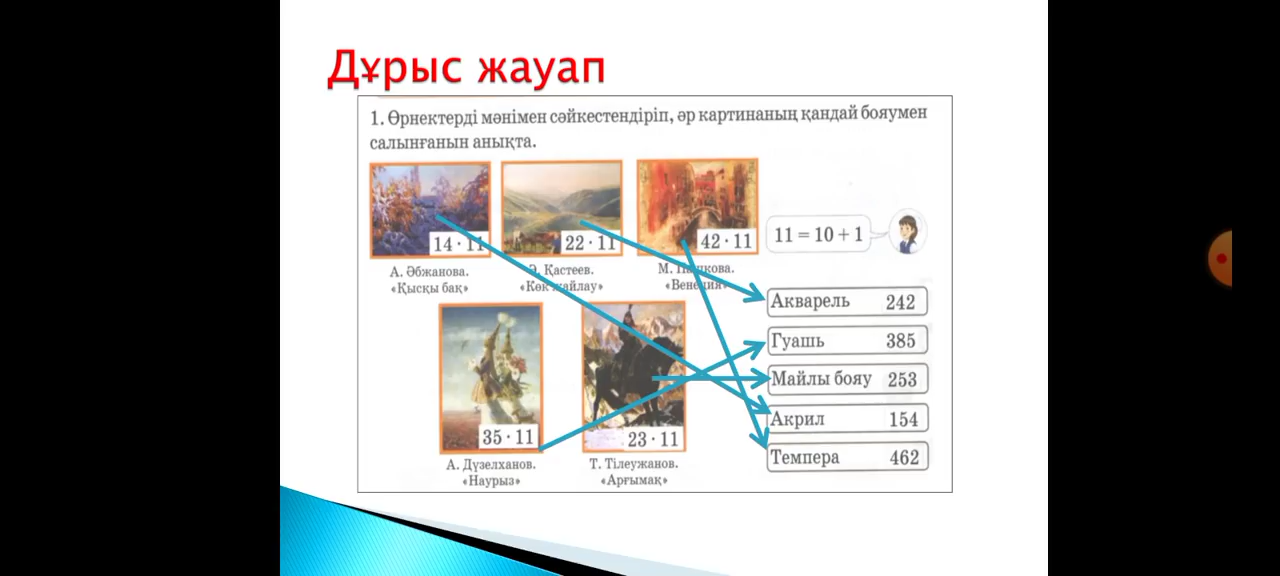 Дұрыс жауап
1. Өрнектерді мәнімен сәйкестендіріп, әр картинаның қандай бояумен
салынғанын анықта.
14 · 11
22 · 11
42 · 11
11 = 10 + 1
А. Әбжанова.
«Қысқы бақ»
Ә. Қастеев.
«Көк жайлау»
М.
«Венеция»
Акварель 242
Гуашь 385
Майлы бояу 253
Акрил 154
Темпера 462
35 · 11
23 · 11
А. Дүзелханов.
«Наурыз»
Т. Тілеужанов.
«Арғымақ»